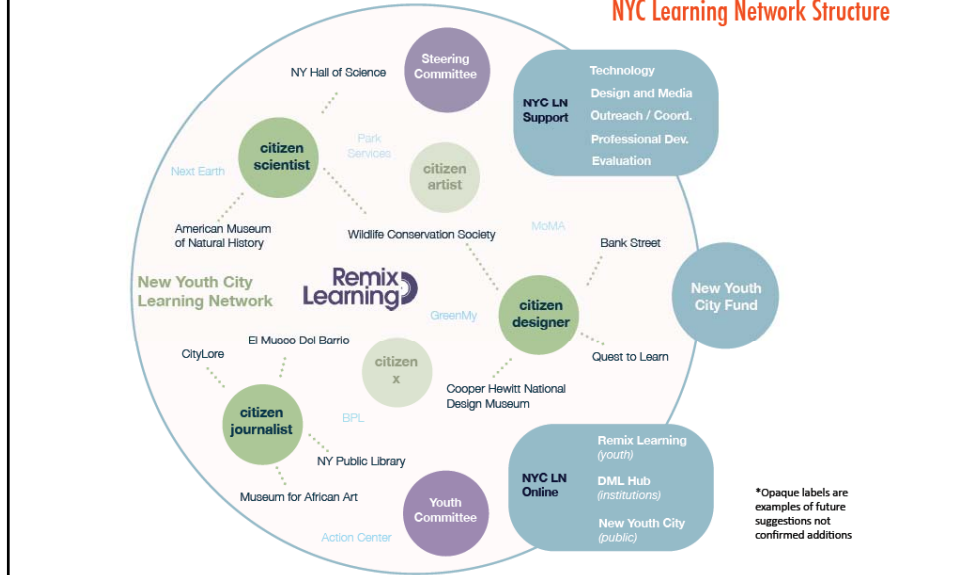 NYC Learning Network Structure
Steering
Committee
NY Hall of Science
NYC LN
Support
Technology
Design and Media
Outreach / Coord.
Professional Dev.
Evaluation
citizen
scientist
Park
Services
citizen
artist
Next Earth
American Museum
of Natural History
Wildlife Conservation Society
MoMA
Bank Street
New Youth City
Learning Network
Remix
Learning
GreenMy
citizen
designer
New Youth
City Fund
CityLore
El Museo Del Barrio
citizen
x
Quest to Learn
Cooper Hewitt National
Design Museum
citizen
journalist
BPL
NY Public Library
Museum for African Art
Youth
Committee
Action Center
NYC LN
Online
Remix Learning
(youth)
DML Hub
(institutions)
New Youth City
(public)
*Opaque labels are
examples of future
suggestions not
confirmed additions